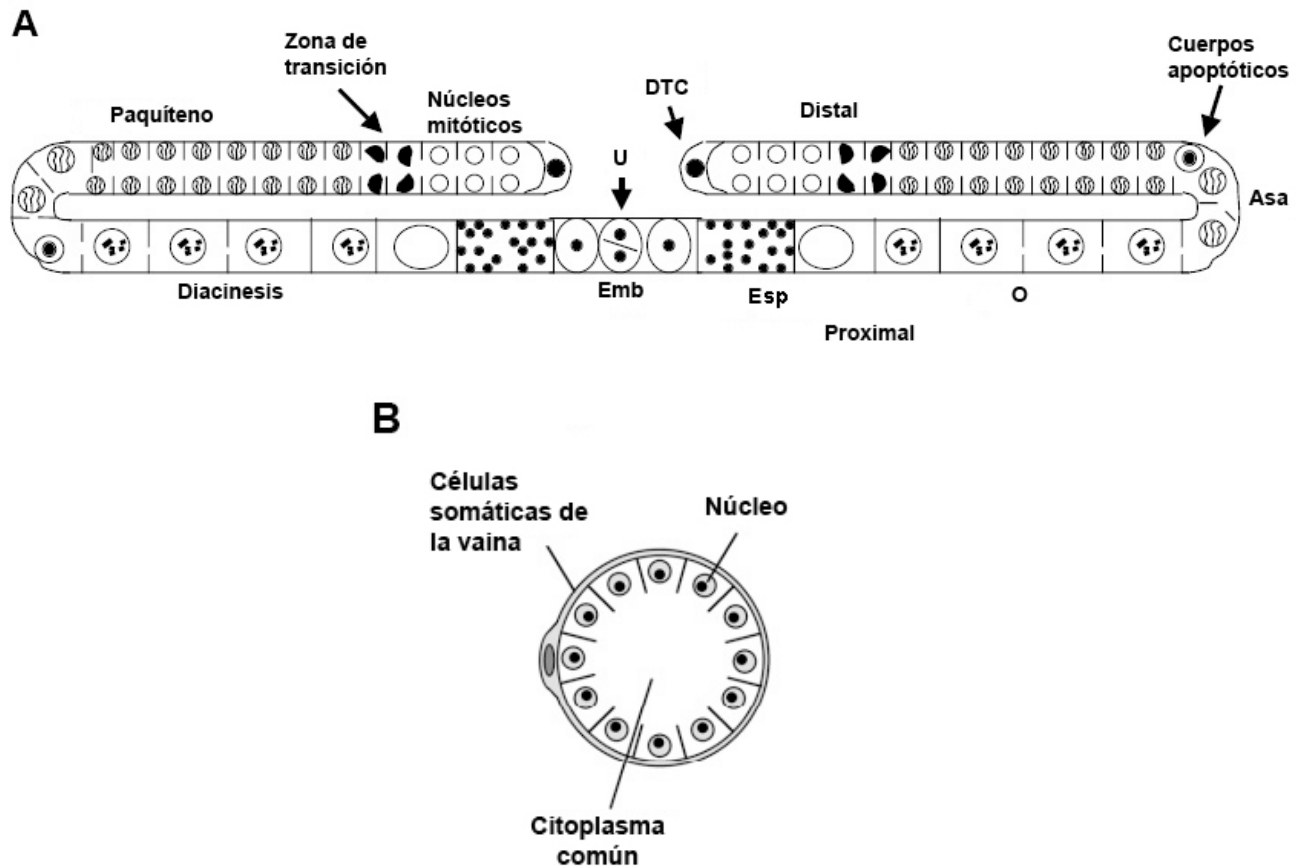 A
Zona de
transición
Cuerpos
apoptóticos
Paquíteno
Núcleos
mitóticos
DTC
Distal
U
Asa
Diacinesis
Emb
Esp
O
Proximal
B
Células
somáticas de
la vaina
Núcleo
Citoplasma
común